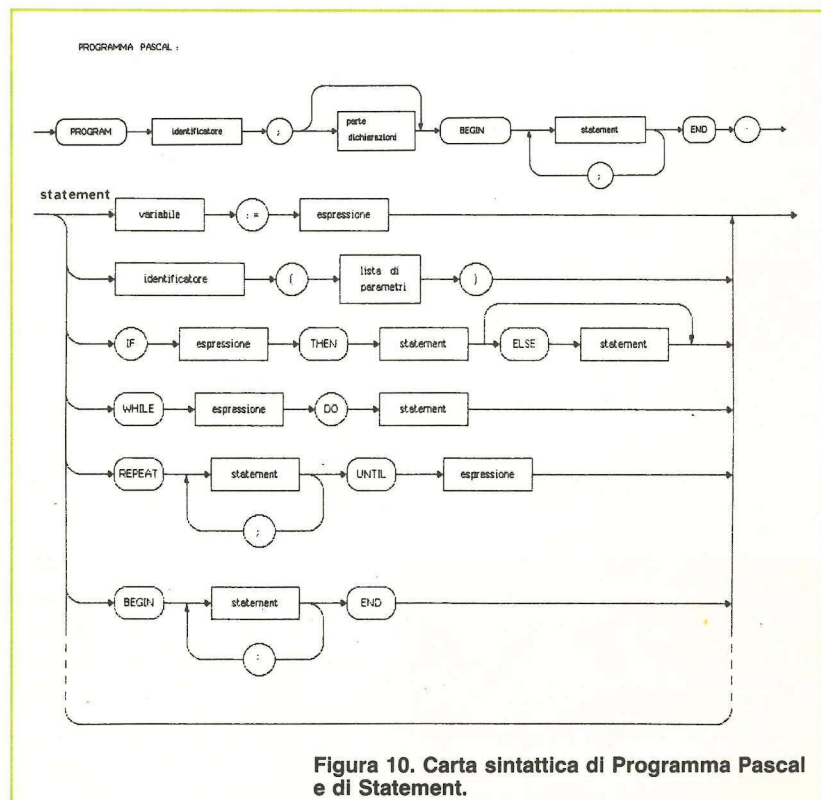 PROGRAMMA PASCAL :
PROGRAM identificatore ; parte dichierazioni BEGIN statement ; END .
statement
variabile := espressione
identificatore ( lista di parametri )
IF espressione THEN statement ELSE statement
WHILE espressione DO statement
REPEAT statement ; UNTIL espressione
BEGIN statement ; END
Figura 10. Carta sintattica di Programma Pascal
e di Statement.